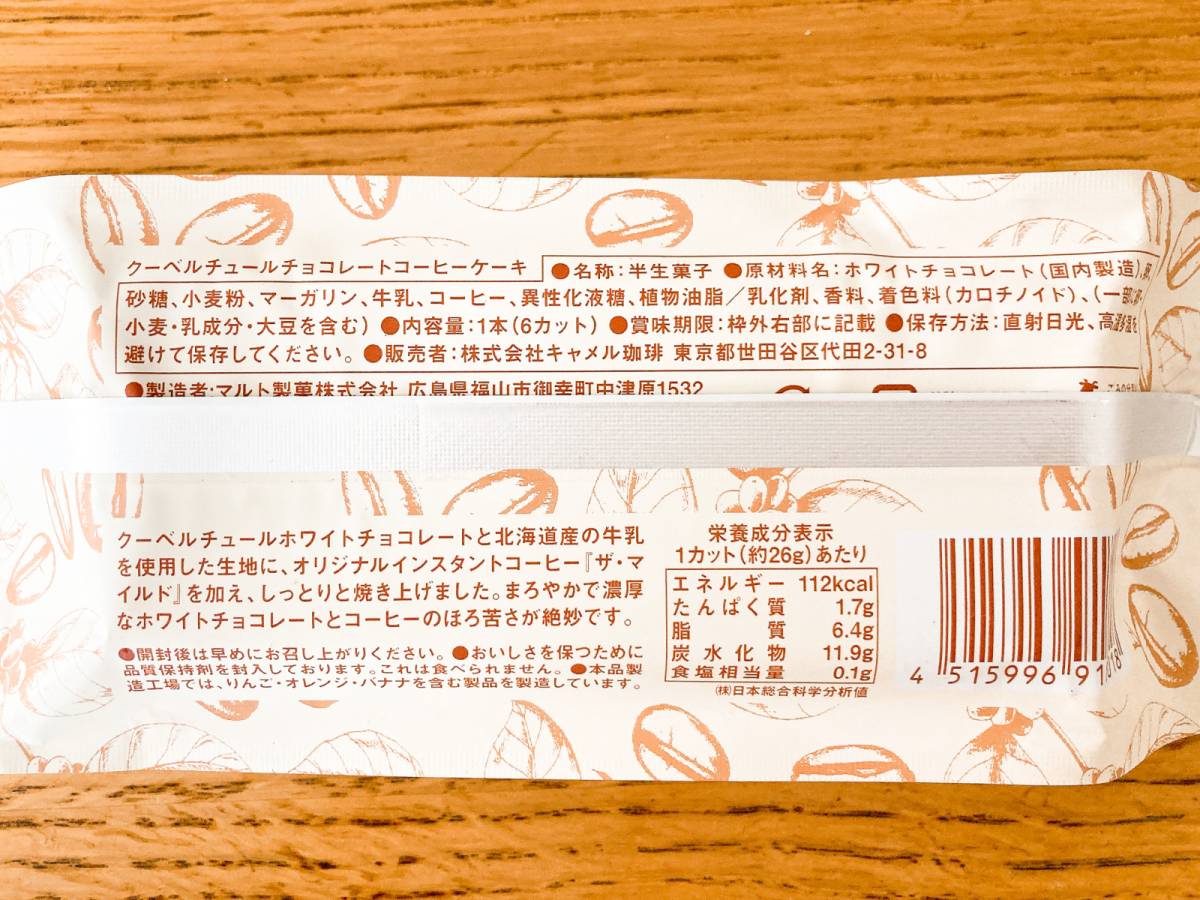 クーベルチュールチョコレートコーヒーケーキ ●名称:半生菓子 ●原材料名:ホワイトチョコレート(国内製造)、
砂糖、小麦粉、マーガリン、牛乳、コーヒー、異性化液糖、植物油脂/乳化剤、香料、着色料(カロチノイド)、(一部に
小麦・乳成分・大豆を含む) ●内容量:1本(6カット) ●賞味期限:枠外右部に記載 ●保存方法:直射日光、高温多湿を
避けて保存してください。 ●販売者:株式会社キャメル珈琲 東京都世田谷区代田2-31-8
●製造者:マルト製菓株式会社 広島県福山市御幸町中津原1532
クーベルチュールホワイトチョコレートと北海道産の牛乳
を使用した生地に、オリジナルインスタントコーヒー『ザ・マ
イルド』を加え、しっとりと焼き上げました。まろやかで濃厚
なホワイトチョコレートとコーヒーのほろ苦さが絶妙です。
●開封後は早めにお召し上がりください。 ●おいしさを保つために
品質保持剤を封入しております。これは食べられません。 ●本品製
造工場では、りんご・オレンジ・バナナを含む製品を製造しています。
栄養成分表示
1カット(約26g)あたり
エネルギー 112kcal
たんぱく質 1.7g
脂質 6.4g
炭水化物 11.9g
食塩相当量 0.1g
(株)日本総合科学分析値
4 515996 91